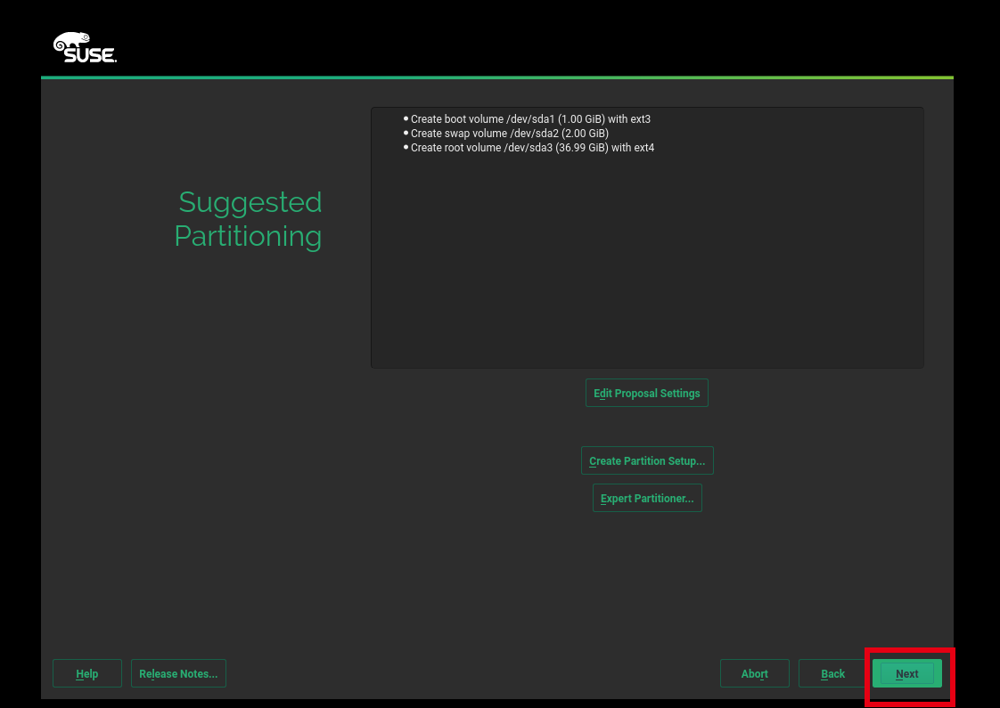 SUSE.
Suggested
Partitioning
• Create boot volume /dev/sda1 (1.00 GiB) with ext3
• Create swap volume /dev/sda2 (2.00 GiB)
• Create root volume /dev/sda3 (36.99 GiB) with ext4
Edit Proposal Settings
Create Partition Setup...
Expert Partitioner...
Help
Release Notes...
Abort
Back
Next